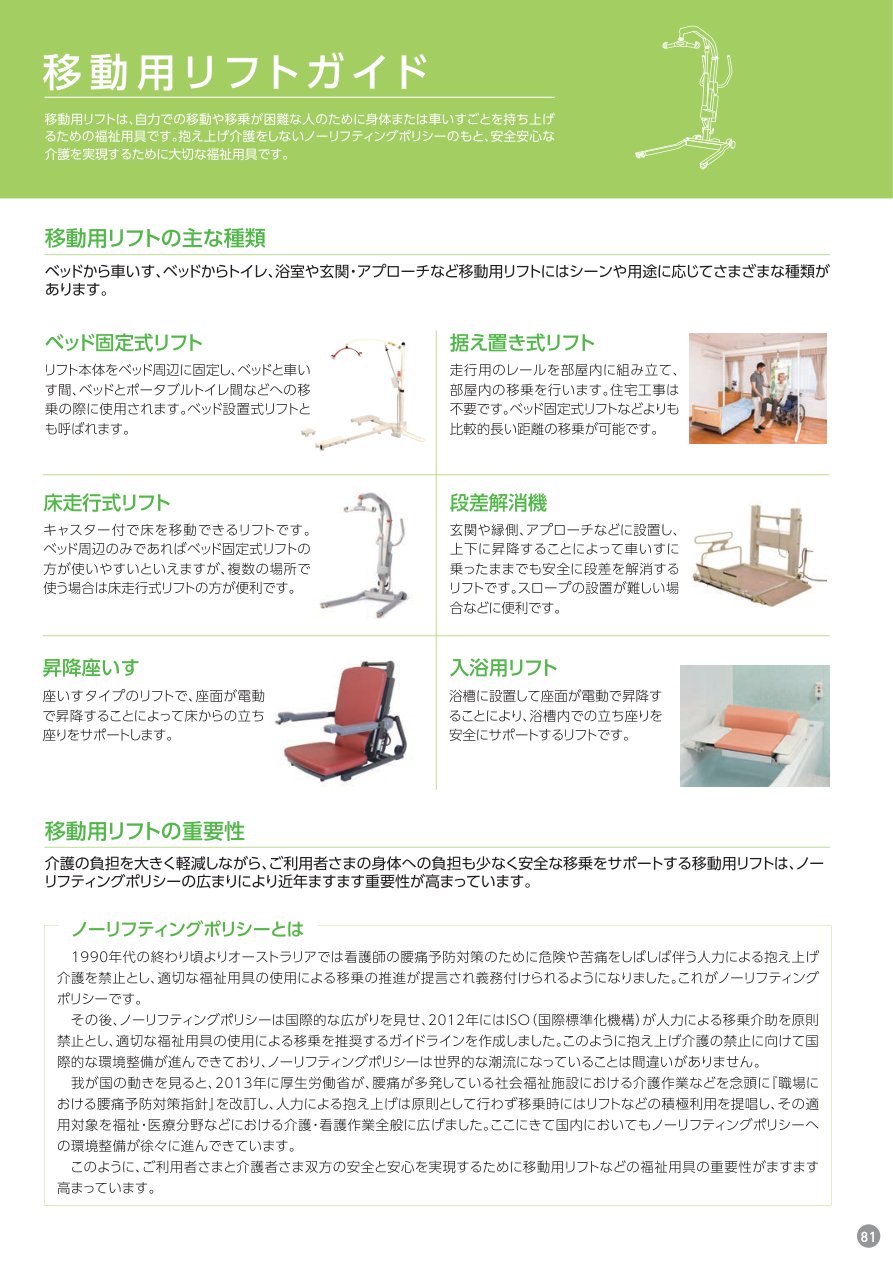 移動用リフトガイド
移動用リフトは、自力での移動や移乗が困難な人のために身体または車いすごとを持ち上げ
るための福祉用具です。抱え上げ介護をしないノーリフティングポリシーのもと、安全安心な
介護を実現するために大切な福祉用具です。
移動用リフトの主な種類
ベッドから車いす、ベッドからトイレ、浴室や玄関・アプローチなど移動用リフトにはシーンや用途に応じてさまざまな種類が
あります。
ベッド固定式リフト
リフト本体をベッド周辺に固定し、ベッドと車い
す間、ベッドとポータブルトイレ間などへの移
乗の際に使用されます。ベッド設置式リフトと
も呼ばれます。
据え置き式リフト
走行用のレールを部屋内に組み立て、
部屋内の移乗を行います。住宅工事は
不要です。ベッド固定式リフトなどよりも
比較的長い距離の移乗が可能です。
床走行式リフト
キャスター付で床を移動できるリフトです。
ベッド周辺のみであればベッド固定式リフトの
方が使いやすいといえますが、複数の場所で
使う場合は床走行式リフトの方が便利です。
段差解消機
玄関や縁側、アプローチなどに設置し、
上下に昇降することによって車いすに
乗ったままでも安全に段差を解消する
リフトです。スロープの設置が難しい場
合などに便利です。
昇降座いす
座いすタイプのリフトで、座面が電動
で昇降することによって床からの立ち
座りをサポートします。
入浴用リフト
浴槽に設置して座面が電動で昇降す
ることにより、浴槽内での立ち座りを
安全にサポートするリフトです。
移動用リフトの重要性
介護の負担を大きく軽減しながら、ご利用者さまの身体への負担も少なく安全な移乗をサポートする移動用リフトは、ノー
リフティングポリシーの広まりにより近年ますます重要性が高まっています。
ノーリフティングポリシーとは
1990年代の終わり頃よりオーストラリアでは看護師の腰痛予防対策のために危険や苦痛をしばしば伴う人力による抱え上げ
介護を禁止とし、適切な福祉用具の使用による移乗の推進が提言され義務付けられるようになりました。これがノーリフティング
ポリシーです。
その後、ノーリフティングポリシーは国際的な広がりを見せ、2012年にはISO（国際標準化機構）が人力による移乗介助を原則
禁止とし、適切な福祉用具の使用による移乗を推奨するガイドラインを作成しました。このように抱え上げ介護の禁止に向けて国
際的な環境整備が進んできており、ノーリフティングポリシーは世界的な潮流になっていることは間違いがありません。
我が国の動きを見ると、2013年に厚生労働省が、腰痛が多発している社会福祉施設における介護作業などを念頭に『職場に
おける腰痛予防対策指針』を改訂し、人力による抱え上げは原則として行わず移乗時にはリフトなどの積極利用を提唱し、その適
用対象を福祉・医療分野などにおける介護・看護作業全般に広げました。ここにきて国内においてもノーリフティングポリシーへ
の環境整備が徐々に進んできています。
このように、ご利用者さまと介護者さま双方の安全と安心を実現するために移動用リフトなどの福祉用具の重要性がますます
高まっています。
81